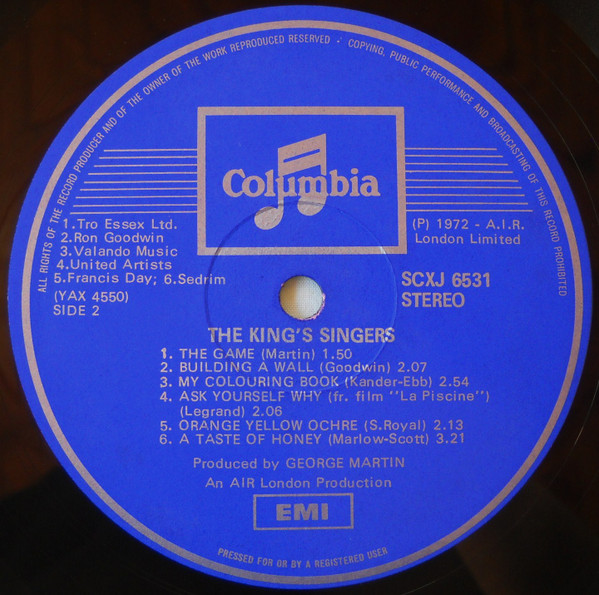 ALL RIGHTS OF THE RECORD PRODUCER AND OF THE OWNER OF THE WORK REPRODUCED RESERVED · COPYING, PUBLIC PERFORMANCE AND BROADCASTING OF THIS RECORD PROHIBITED
Columbia
1.Tro Essex Ltd.
2.Ron Goodwin
3.Valando Music
4.United Artists
5.Francis Day; 6.Sedrim
(YAX 4550)
SIDE 2
(P) 1972 - A.I.R.
London Limited
SCXJ 6531
STEREO
THE KING'S SINGERS
1. THE GAME (Martin) 1.50
2. BUILDING A WALL (Goodwin) 2.07
3. MY COLOURING BOOK (Kander-Ebb) 2.54
4. ASK YOURSELF WHY (fr. film "La Piscine")
(Legrand) 2.06
5. ORANGE YELLOW OCHRE (S.Royal) 2.13
6. A TASTE OF HONEY (Marlow-Scott) 3.21
Produced by GEORGE MARTIN
An AIR London Production
EMI
PRESSED FOR OR BY A REGISTERED USER